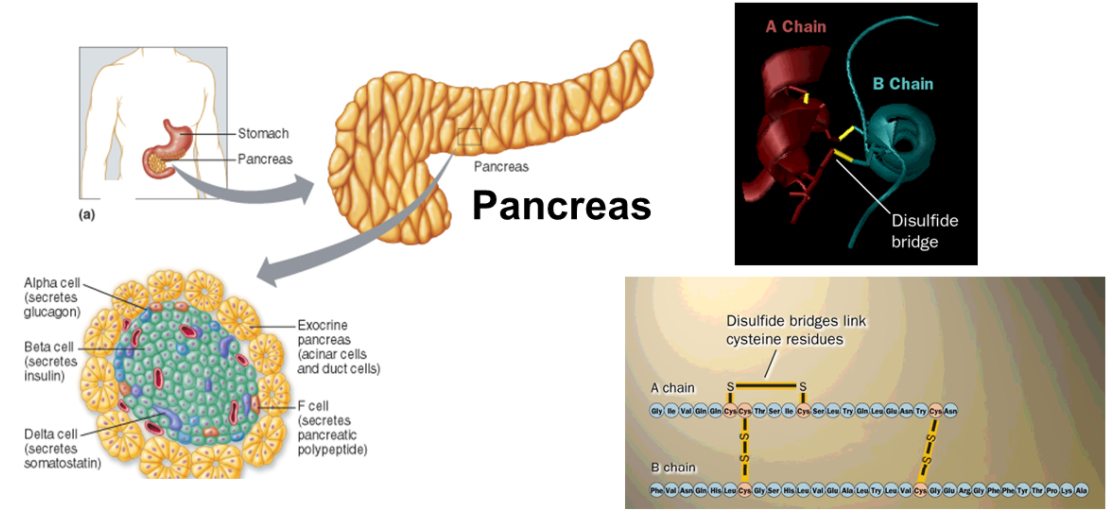 Stomach
Pancreas
(a)
Pancreas
Pancreas
Alpha cell
(secretes
glucagon)
Beta cell
(secretes
insulin)
Delta cell
(secretes
somatostatin)
Exocrine
pancreas
(acinar cells
and duct cells)
F cell
(secretes
pancreatic
polypeptide)
A Chain
B Chain
Disulfide
bridge
Disulfide bridges link
cysteine residues
A chain
S S
Gly Ile Val Gln Gln Cys Cys Thr Ser Ile Cys Ser Leu Try Gln Leu Glu Asn Try Cys Asn
S S
S S
B chain
Phe Val Asn Gln His Leu Cys Gly Ser His Leu Val Glu Ala Leu Try Leu Val Cys Gly Glu Arg Gly Phe Phe Tyr Thr Pro Lys Ala